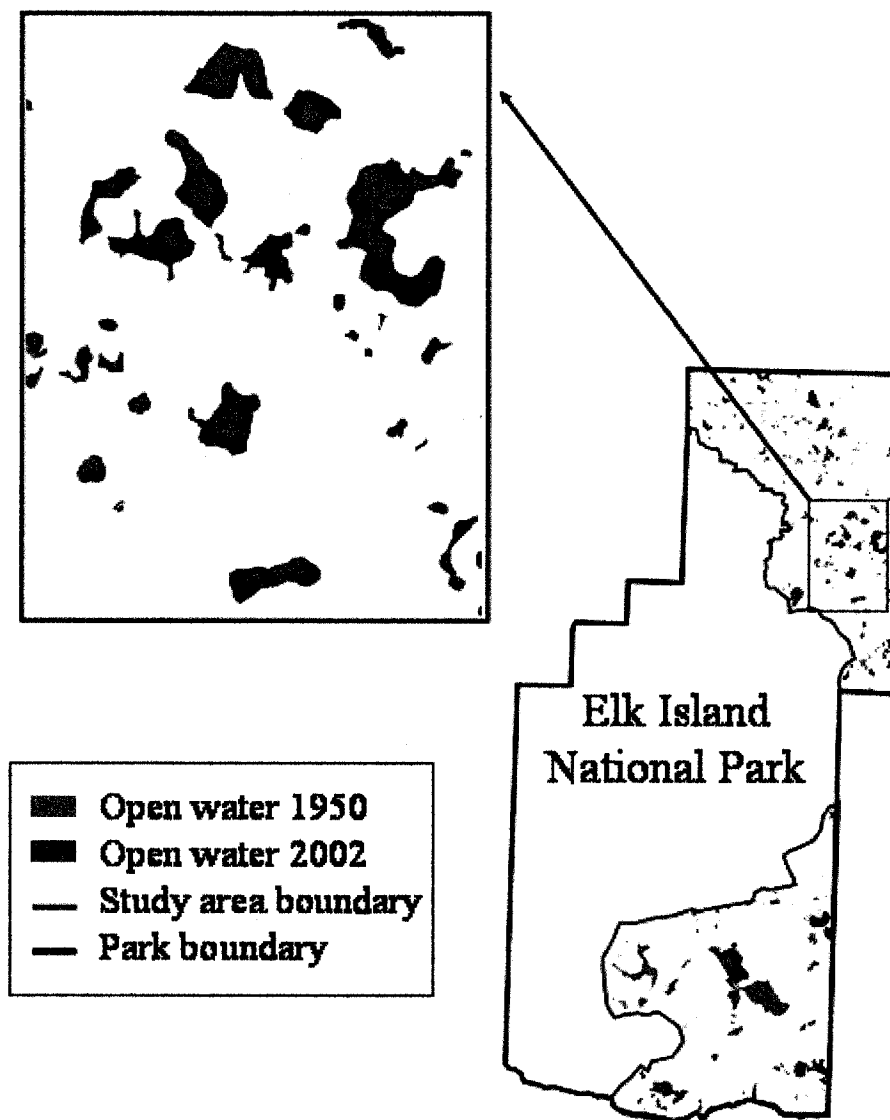 Elk Island
National Park
Open water 1950
Open water 2002
Study area boundary
Park boundary